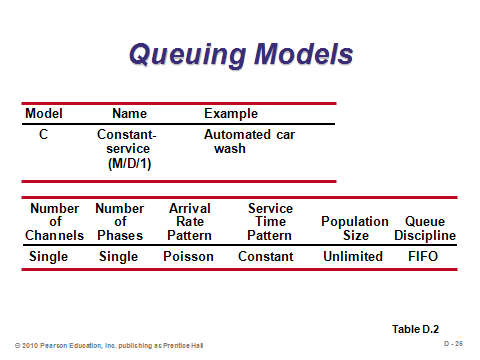 Queuing Models
Model Name Example
C Constant- Automated car
service wash
(M/D/1)
Number Number Arrival Service
of of Rate Time Population Queue
Channels Phases Pattern Pattern Size Discipline
Single Single Poisson Constant Unlimited FIFO
Table D.2
© 2010 Pearson Education, Inc. publishing as Prentice Hall
D - 25